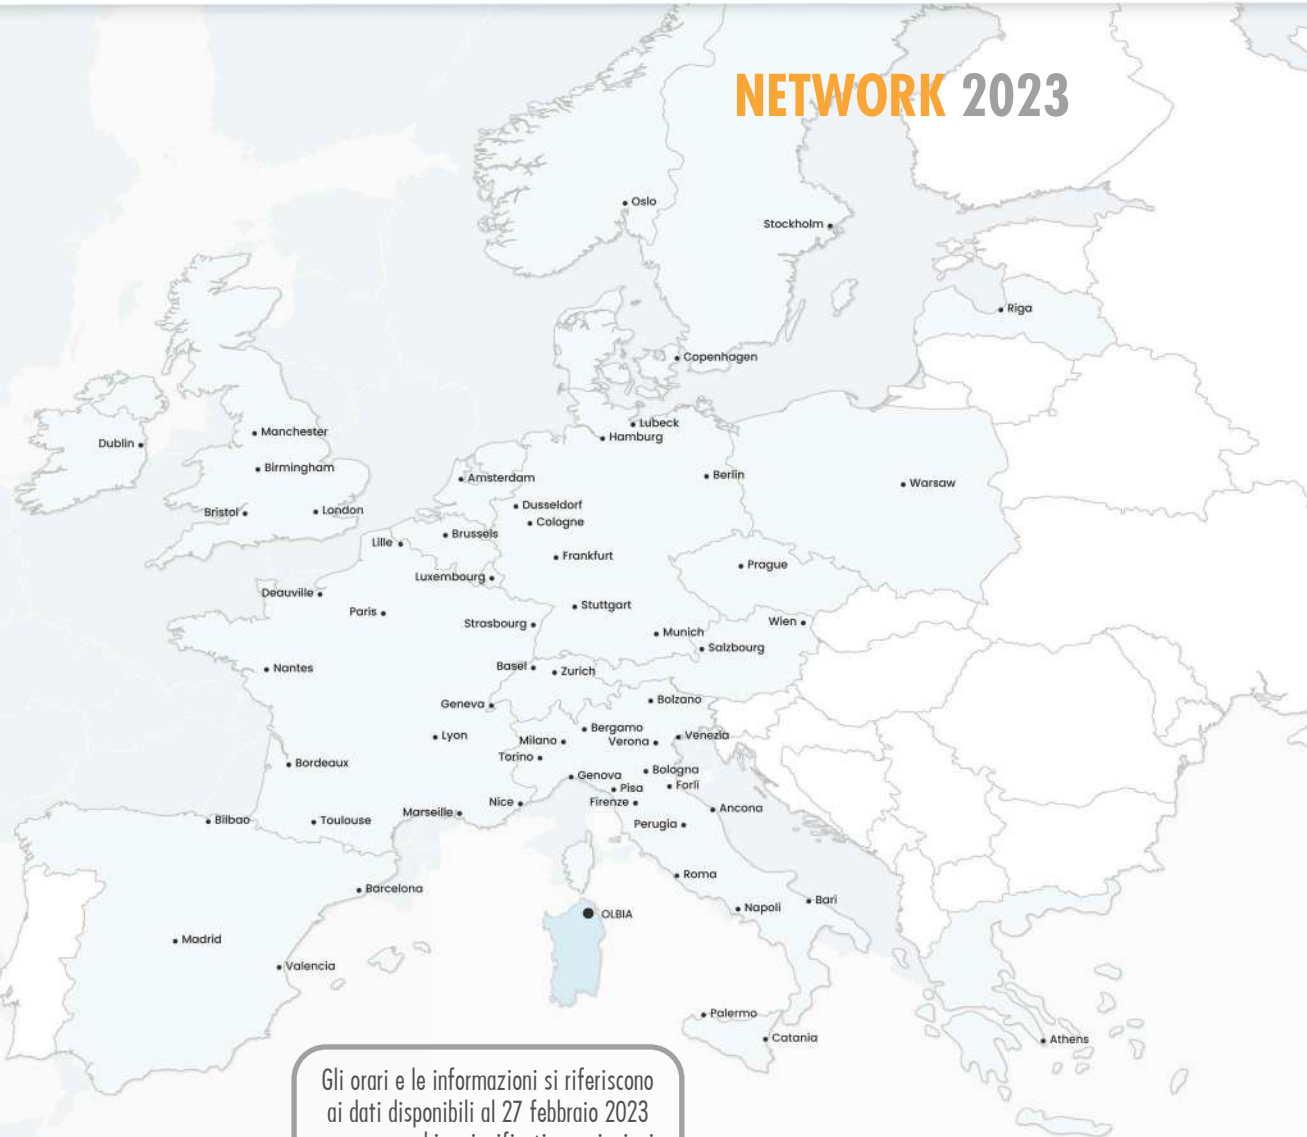 NETWORK 2023
Oslo
Stockholm
Riga
Copenhagen
Lubeck
Hamburg
Manchester
Dublin
Birmingham
Amsterdam
Berlin
Warsaw
Bristol
London
Dusseldorf
Cologne
Brussels
Lille
Frankfurt
Prague
Luxembourg
Deauville
Paris
Stuttgart
Strasbourg
Wien
Munich
Salzbourg
Nantes
Basel
Zurich
Geneva
Bolzano
Bergamo
Lyon
Milano
Verona
Venezia
Torino
Bordeaux
Genova
Bologna
Pisa
Forlì
Nice
Firenze
Marseille
Ancona
Bilbao
Toulouse
Perugia
Roma
Barcelona
Bari
Napoli
OLBIA
Madrid
Valencia
Palermo
Catania
Athens
Gli orari e le informazioni si riferiscono
ai dati disponibili al 27 febbraio 2023